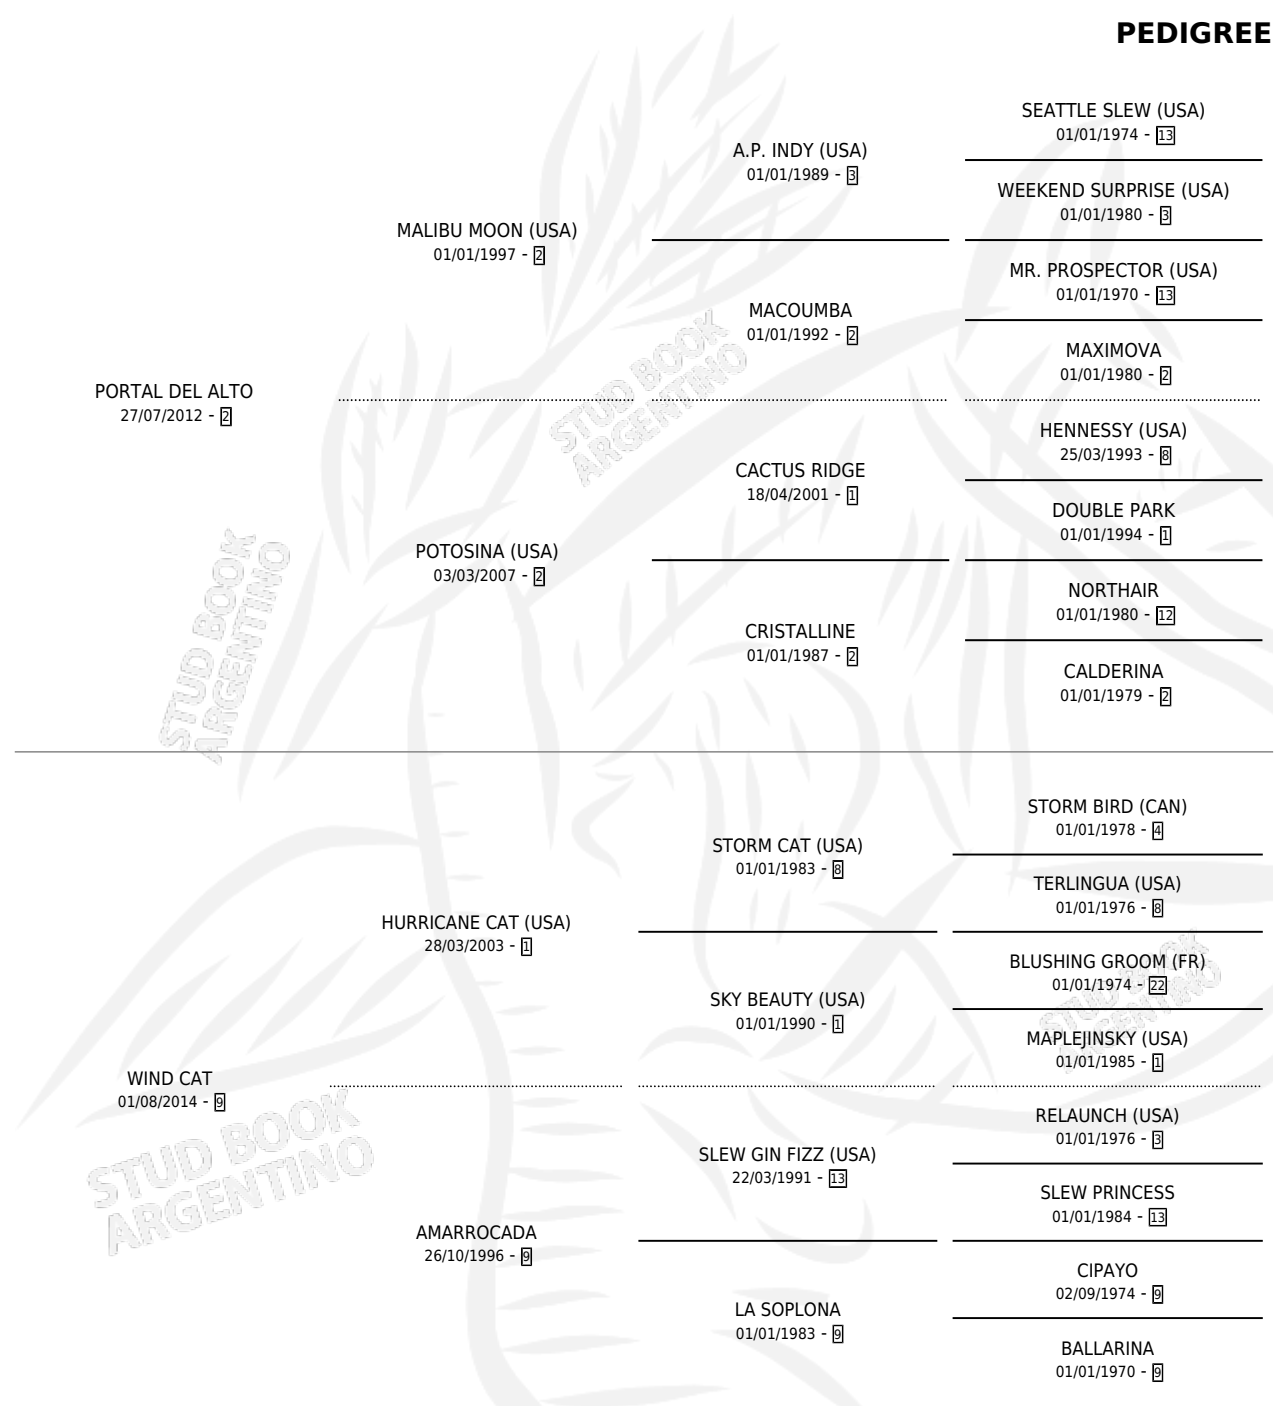 PEDIGREE
SEATTLE SLEW (USA)
01/01/1974 - 13
A.P. INDY (USA)
01/01/1989 - 3
WEEKEND SURPRISE (USA)
01/01/1980 - 3
MALIBU MOON (USA)
01/01/1997 - 2
MR. PROSPECTOR (USA)
01/01/1970 - 13
MACOUMBA
01/01/1992 - 2
MAXIMOVA
01/01/1980 - 2
PORTAL DEL ALTO
27/07/2012 - 2
HENNESSY (USA)
25/03/1993 - 8
CACTUS RIDGE
18/04/2001 - 1
DOUBLE PARK
01/01/1994 - 1
POTOSINA (USA)
03/03/2007 - 2
NORTHAIR
01/01/1980 - 12
CRISTALLINE
01/01/1987 - 2
CALDERINA
01/01/1979 - 2
STUD BOOK
ARGENTINO
STUD BOOK
ARGENTINO
STORM BIRD (CAN)
01/01/1978 - 4
STORM CAT (USA)
01/01/1983 - 8
TERLINGUA (USA)
01/01/1976 - 8
HURRICANE CAT (USA)
28/03/2003 - 1
BLUSHING GROOM (FR)
01/01/1974 - 22
SKY BEAUTY (USA)
01/01/1990 - 1
MAPLEJINSKY (USA)
01/01/1985 - 1
STUD BOOK
ARGENTINO
WIND CAT
01/08/2014 - 9
RELAUNCH (USA)
01/01/1976 - 3
SLEW GIN FIZZ (USA)
22/03/1991 - 13
SLEW PRINCESS
01/01/1984 - 13
AMARROCADA
26/10/1996 - 9
CIPAYO
02/09/1974 - 9
LA SOPLONA
01/01/1983 - 9
BALLARINA
01/01/1970 - 9
STUD BOOK
ARGENTINO